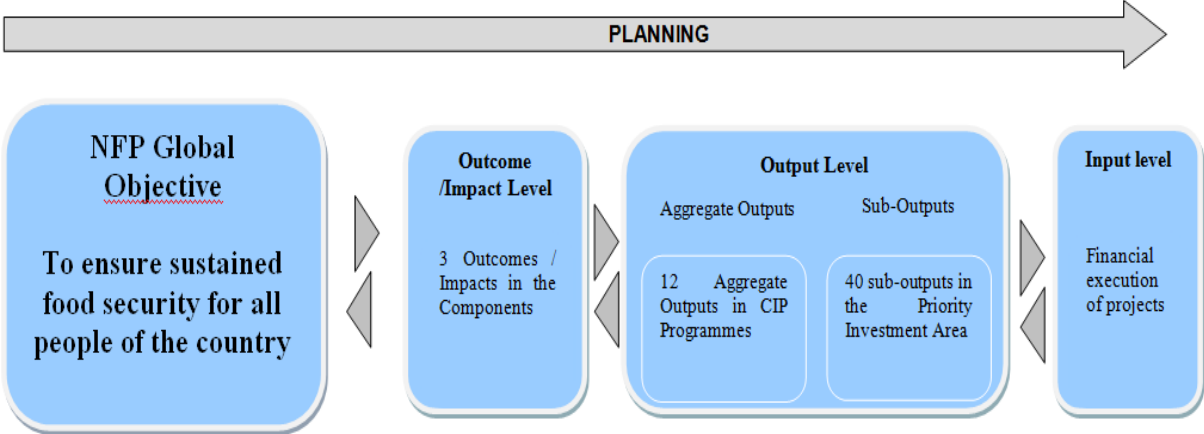 PLANNING
NFP Global
Objective
To ensure sustained
food security for all
people of the country
Outcome
/Impact Level
3 Outcomes /
Impacts in the
Components
Output Level
Aggregate Outputs
12 Aggregate
Outputs in CIP
Programmes
Sub-Outputs
40 sub-outputs in
the Priority
Investment Area
Input level
Financial
execution
of projects